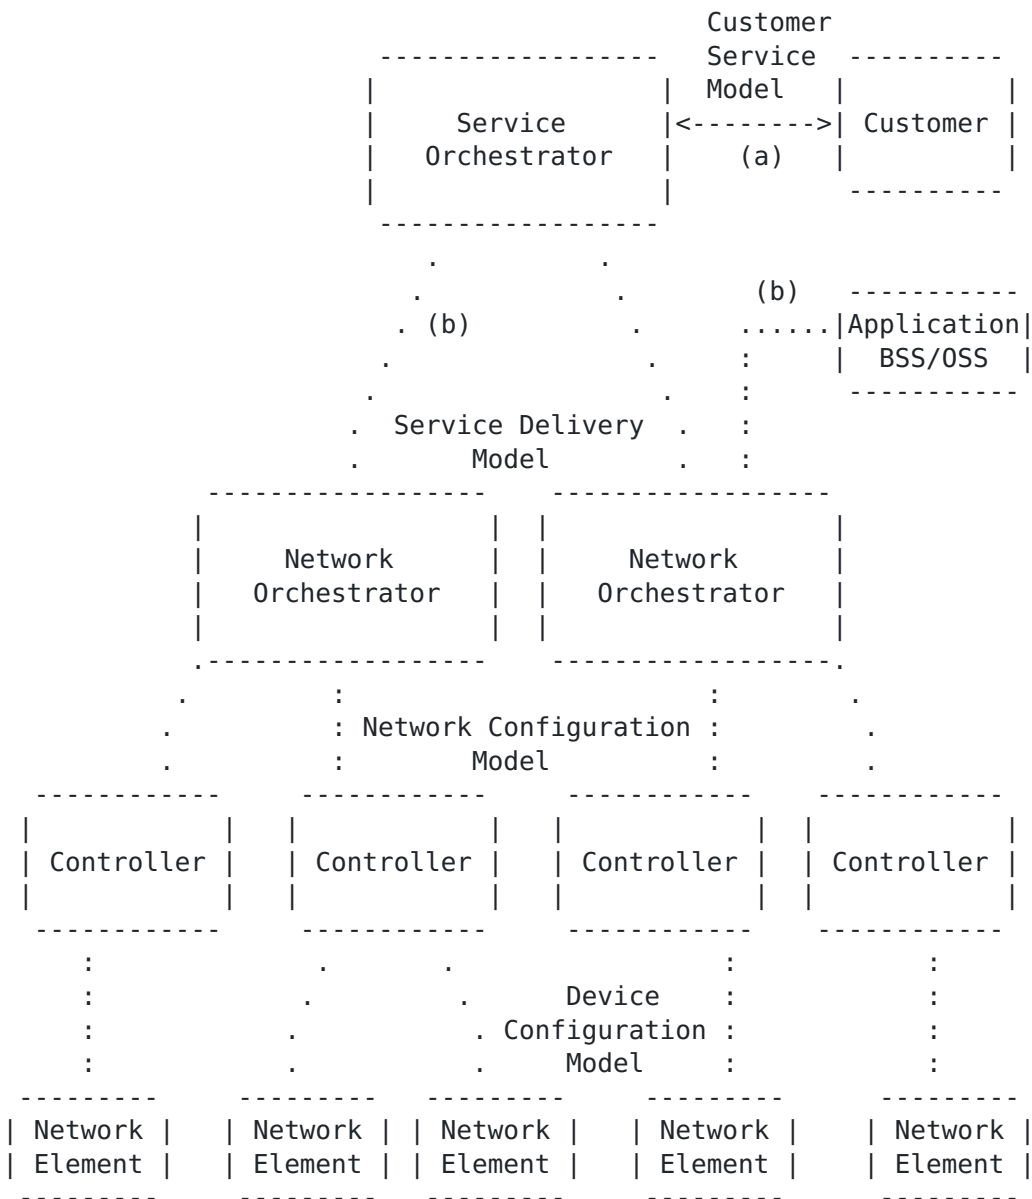 Customer
Service
Model
Service Customer
Orchestrator (a)
(b)
. (b) Application
BSS/OSS
Service Delivery
Model
Network Network
Orchestrator Orchestrator
Network Configuration
Model
Controller Controller Controller Controller
Device
Configuration
Model
Network Network Network Network Network
Element Element Element Element Element